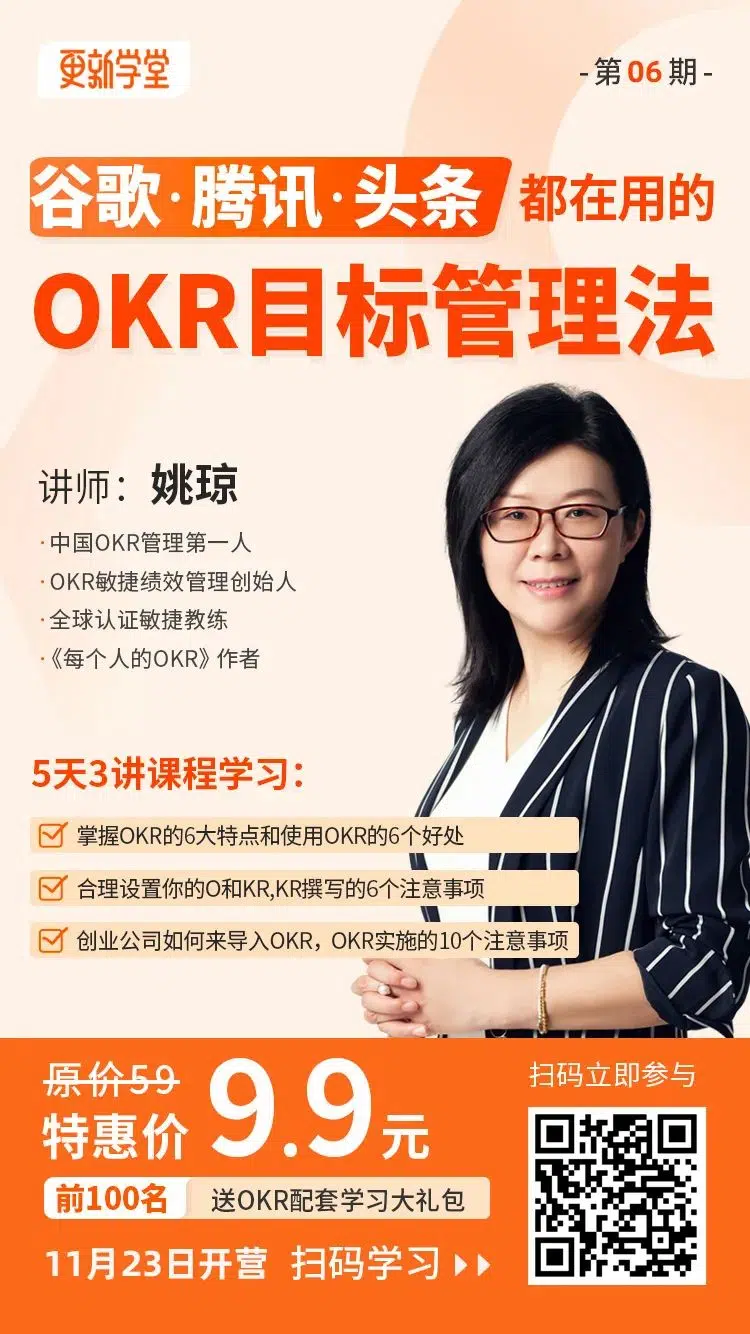 更新学堂
- 第 06 期 -
谷歌·腾讯·头条 都在用的
OKR目标管理法
讲师：姚琼
·中国OKR管理第一人
·OKR敏捷绩效管理创始人
·全球认证敏捷教练
·《每个人的OKR》作者
5天3讲课程学习：
掌握OKR的6大特点和使用OKR的6个好处
合理设置你的O和KR,KR撰写的6个注意事项
创业公司如何来导入OKR，OKR实施的10个注意事项
原价59
特惠价 9.9元
扫码立即参与
前100名 送OKR配套学习大礼包
11月23日开营 扫码学习